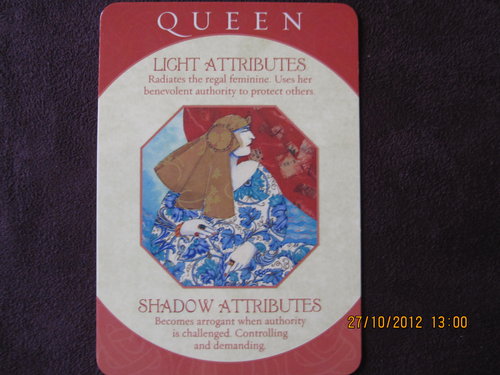 QUEEN
LIGHT ATTRIBUTES
Radiates the regal feminine. Uses her
benevolent authority to protect others.
SHADOW ATTRIBUTES
Becomes arrogant when authority
is challenged. Controlling
and demanding.
27/10/2012 13:00